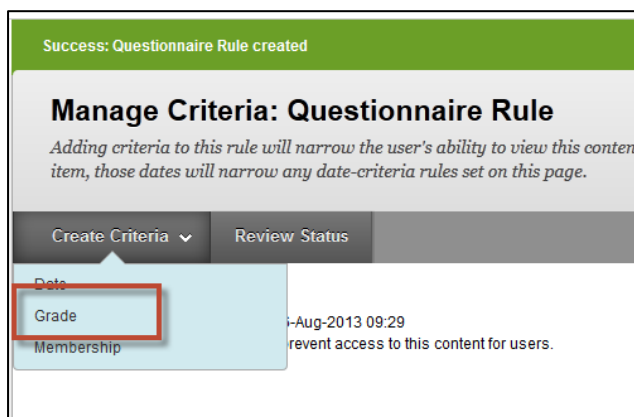 Success: Questionnaire Rule created
Manage Criteria: Questionnaire Rule
Adding criteria to this rule will narrow the user's ability to view this
item, those dates will narrow any date-criteria rules set on this page.
Create Criteria Review Status
Date
Grade
-Aug-2013 09:29
Membership
revent access to this content for users.